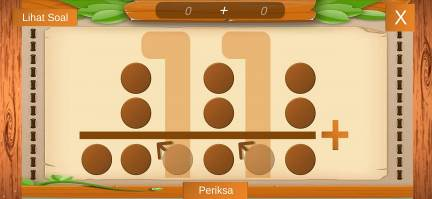 Lihat Soal
0 + 0
X
11
+
Periksa